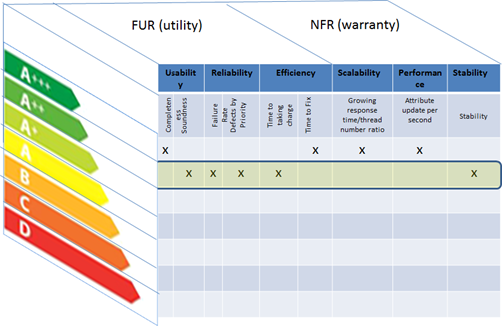 FUR (utility) NFR (warranty)
Usabilit Reliability Efficiency Scalability Performan Stability
y ce
Completen
ess
Soundness
Failure
Rate
Defects by
Priority
Time to
taking
charge
Time to Fix
Growing
response
time/thread
number ratio
Attribute
update per
second
Stability
A+++
A++
A+
A
B
C
D
X X X X
X X X X X